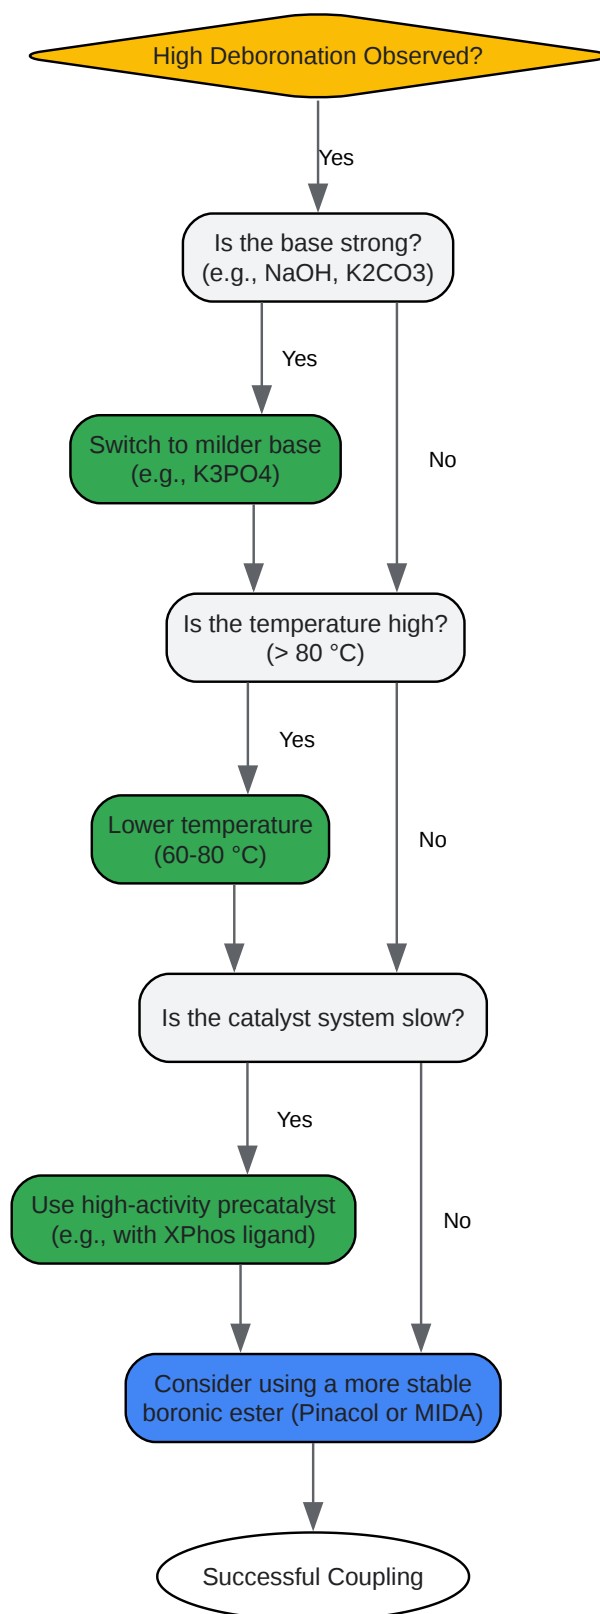 High Deboronation Observed?
Yes
Is the base strong?
(e.g., NaOH, K2CO3)
Yes
Switch to milder base
(e.g., K3PO4)
No
Is the temperature high?
(> 80 °C)
Yes
Lower temperature
(60-80 °C)
No
Is the catalyst system slow?
Yes
Use high-activity precatalyst
(e.g., with XPhos ligand)
No
Consider using a more stable
boronic ester (Pinacol or MIDA)
Successful Coupling